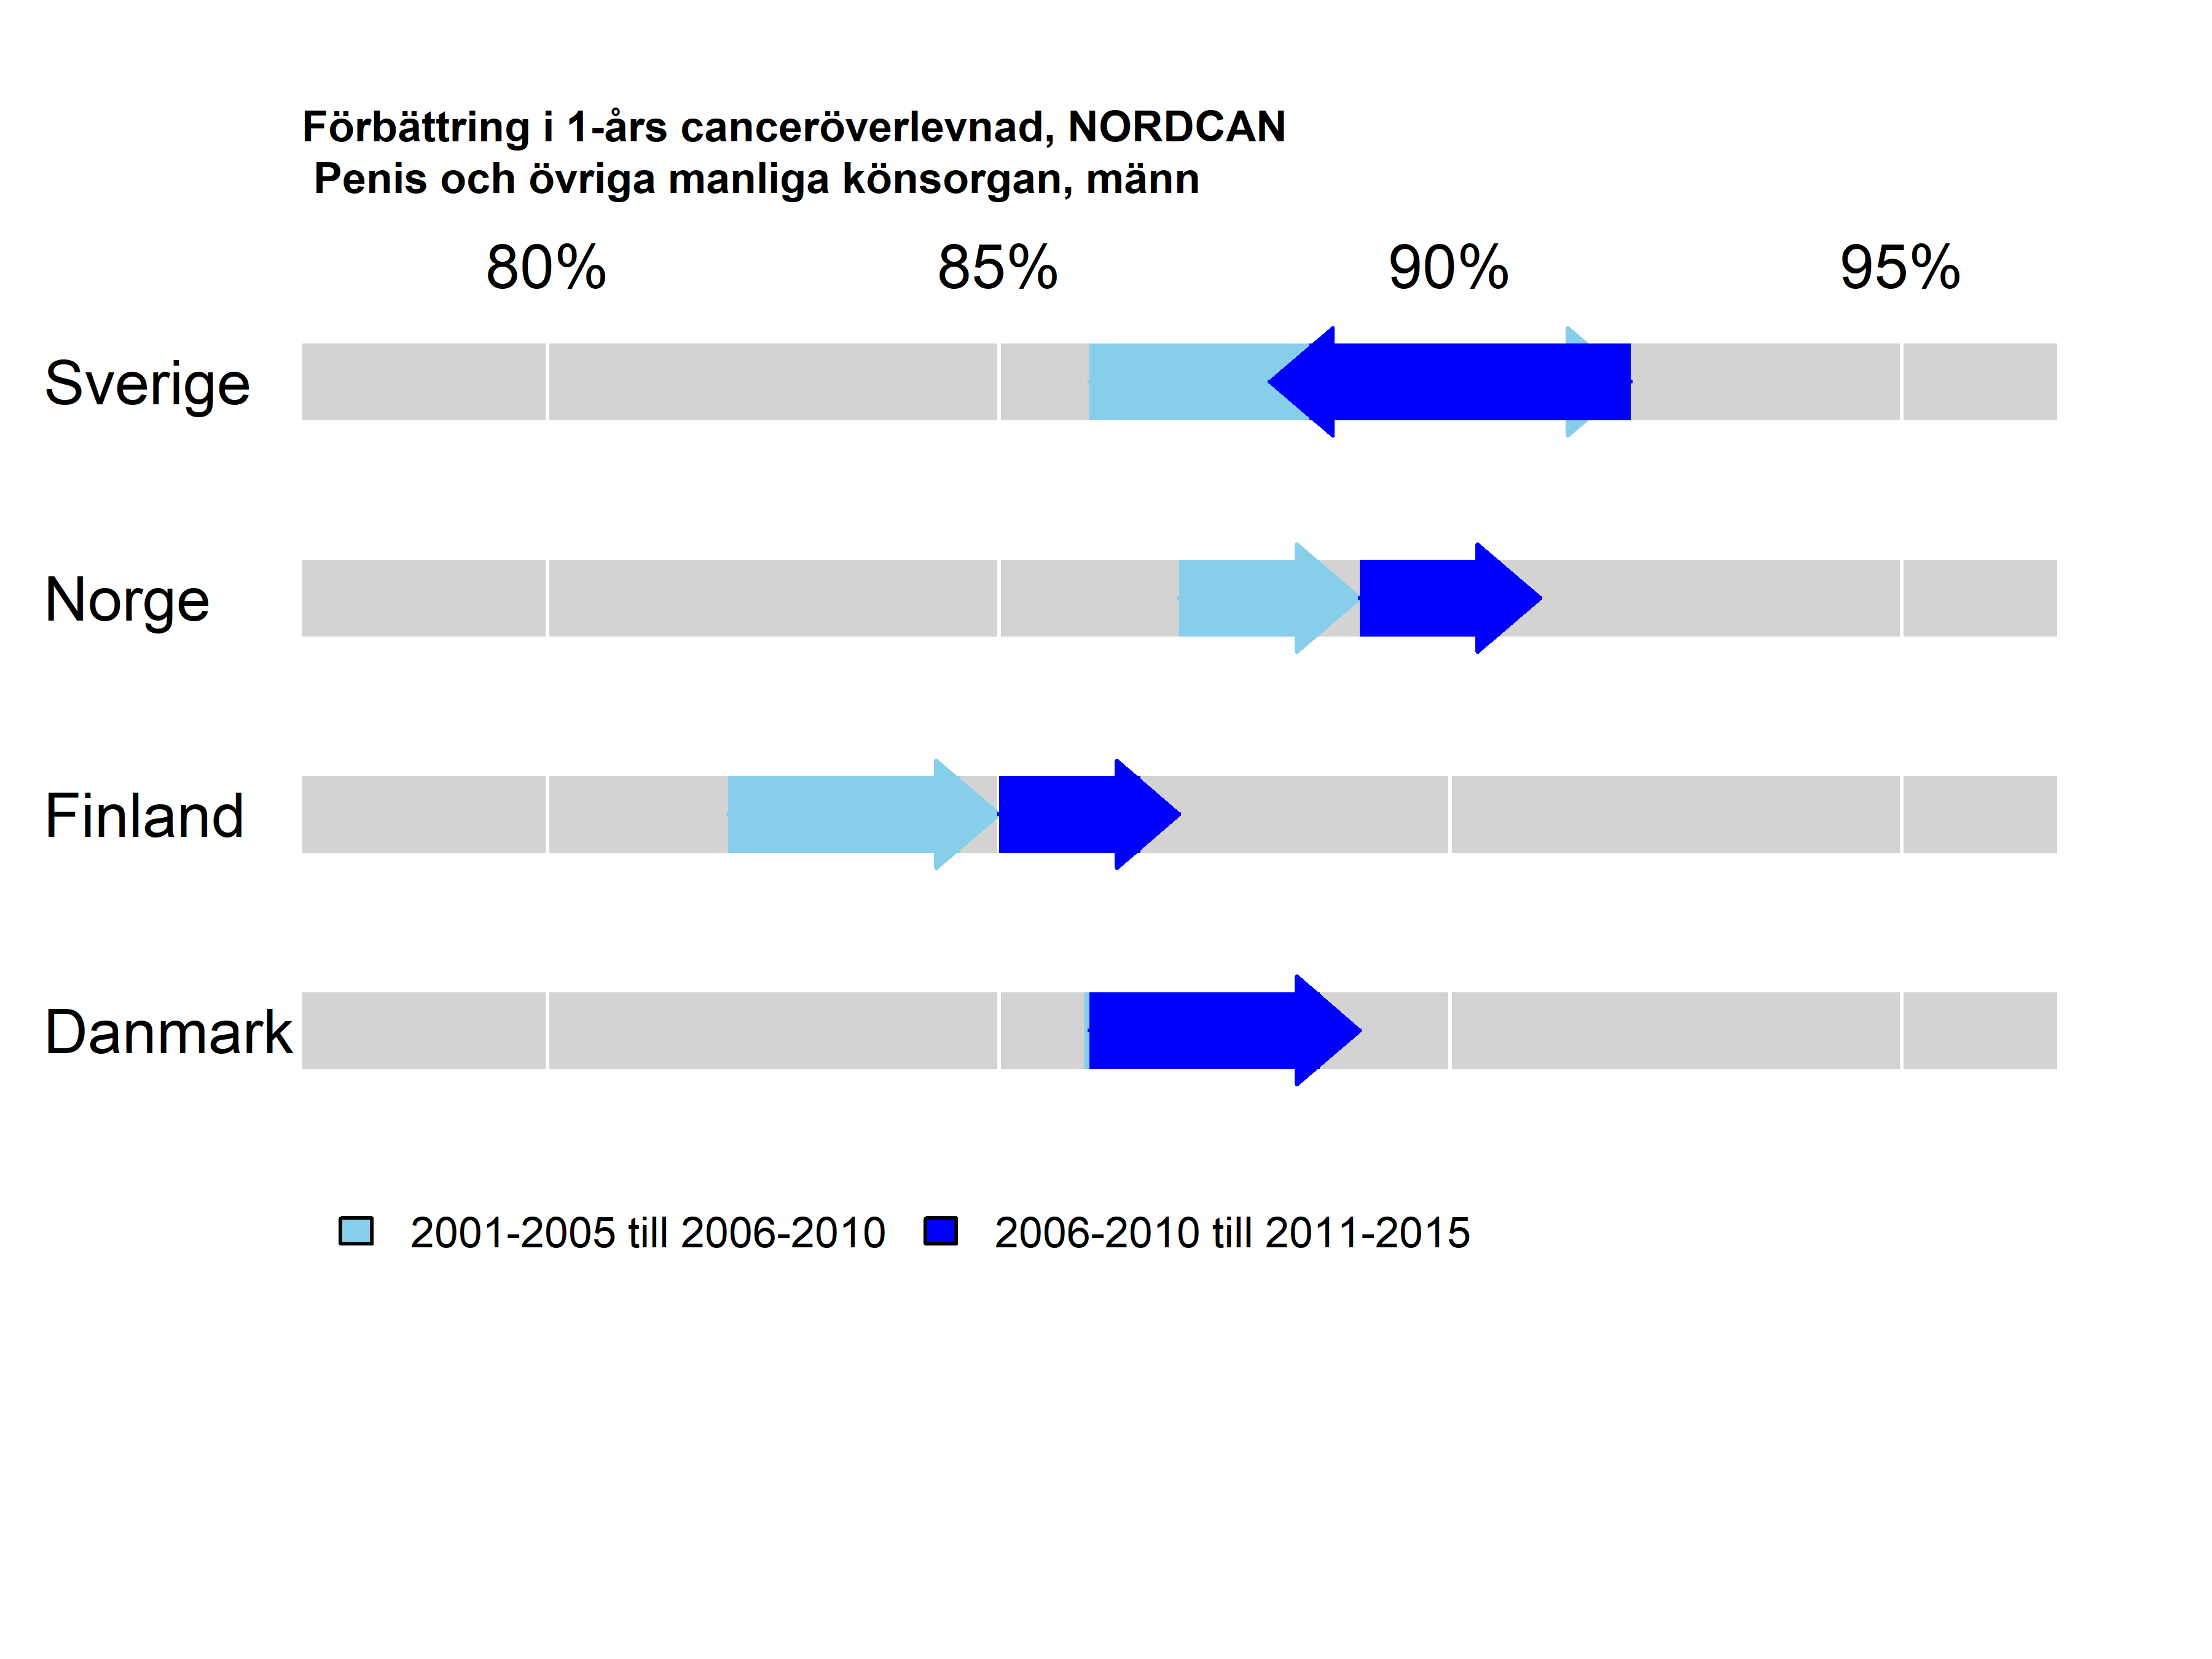 Förbättring i 1-års canceröverlevnad, NORDCAN
Penis och övriga manliga könsorgan, männ
80% 85% 90% 95%
Sverige
Norge
Finland
Danmark
2001-2005 till 2006-2010 2006-2010 till 2011-2015